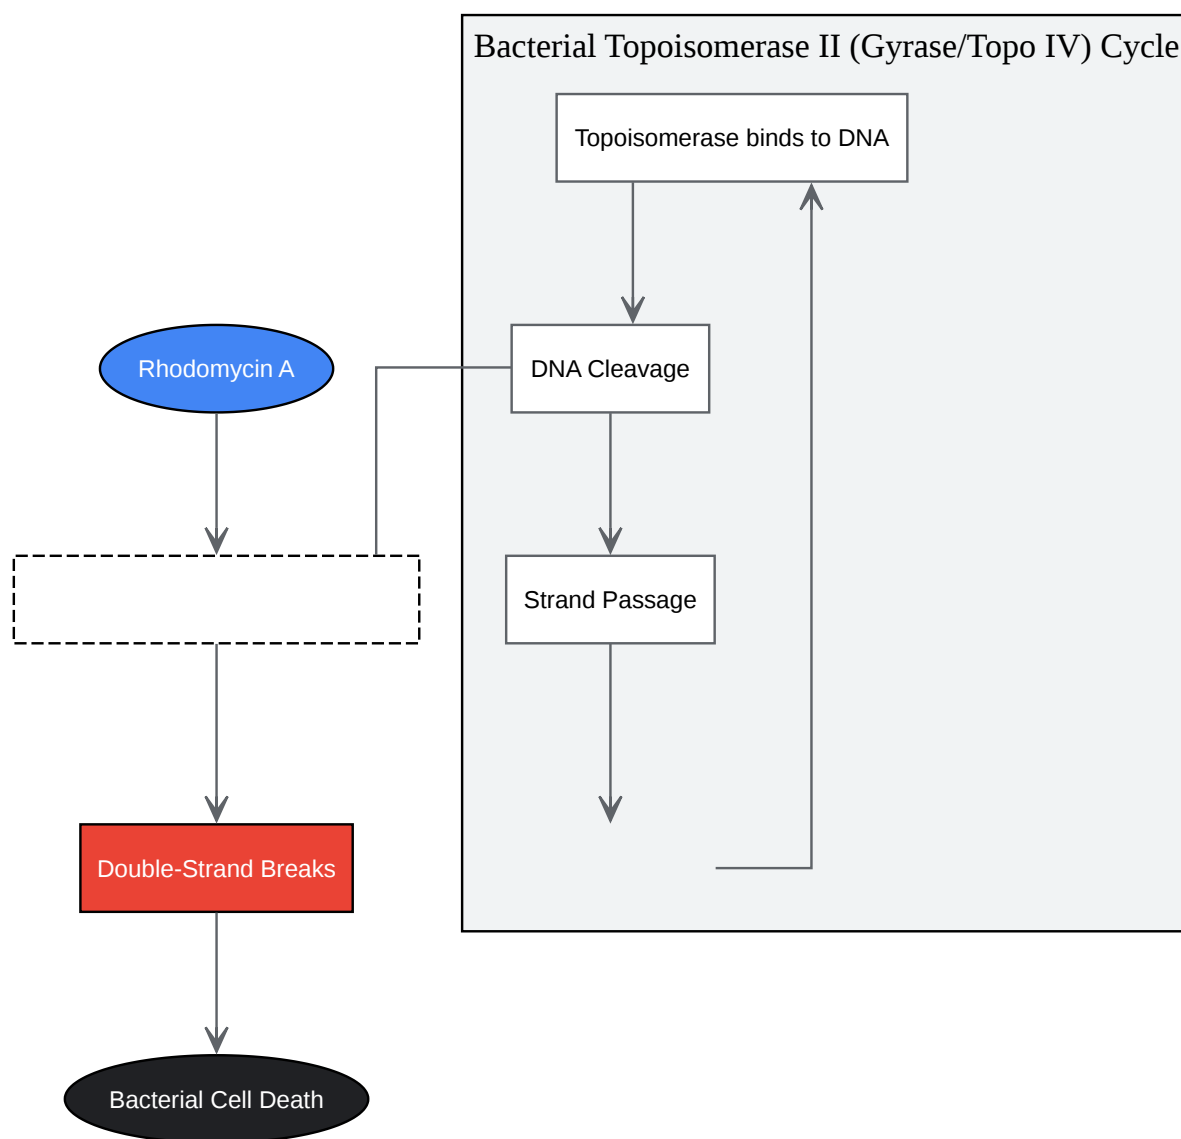 Bacterial Topoisomerase II (Gyrase/Topo IV) Cycle
Topoisomerase binds to DNA
Rhodomycin A
DNA Cleavage
Strand Passage
Double-Strand Breaks
Bacterial Cell Death